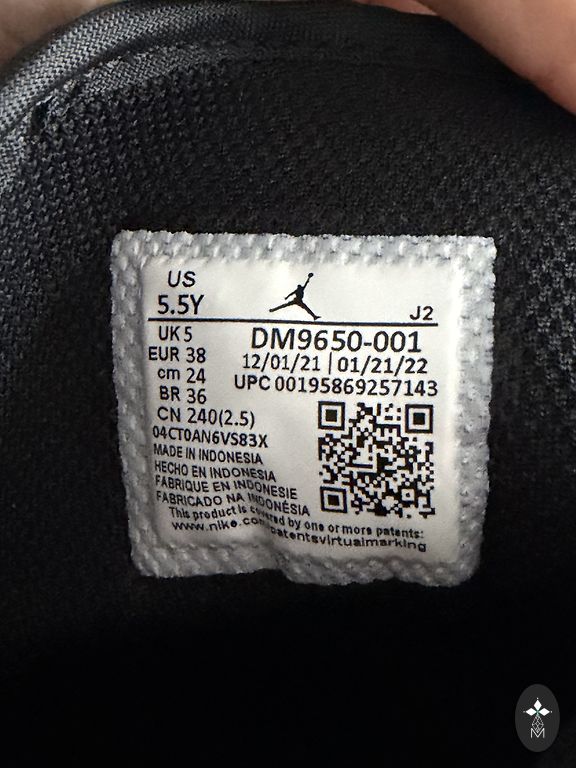 US
5.5Y
J2
UK 5
EUR 38
cm 24
BR 36
CN 240(2.5)
DM9650-001
12/01/21 | 01/21/22
UPC 00195869257143
04CT0AN6VS83X
MADE IN INDONESIA
HECHO EN INDONESIA
FABRIQUE EN INDONESIE
FABRICADO NA INDONÉSIA
This product is covered by one or more patents:
www.nike.com/patentsvirtualmarking
M